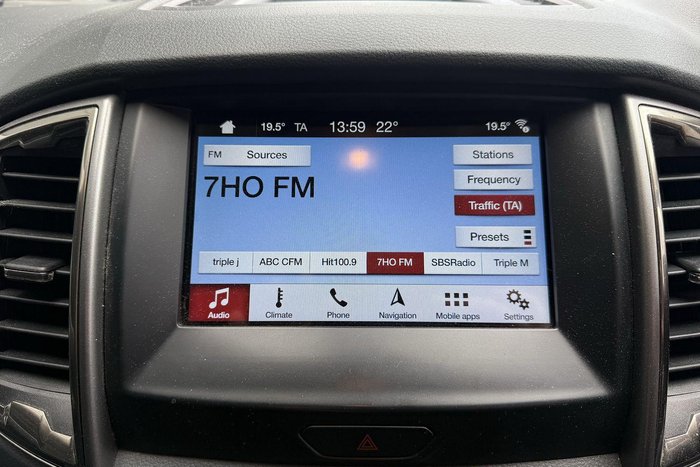 19.5° TA 13:59 22° 19.5°
FM Sources Stations
7HO FM
Frequency
Traffic (TA)
Presets
triple j ABC CFM Hit100.9 7HO FM SBSRadio Triple M
Audio Climate Phone Navigation Mobile apps Settings